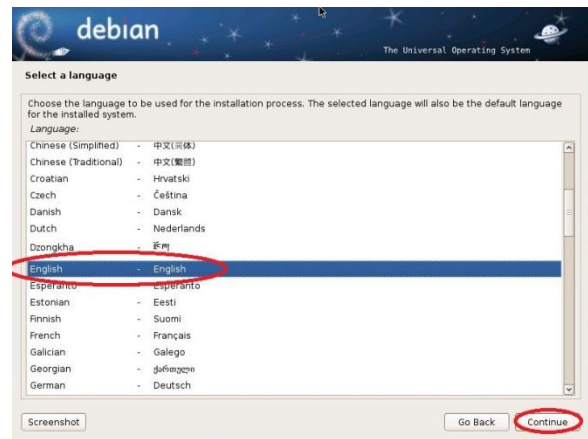 debian
The Universal Operating System
Select a language
Choose the language to be used for the installation process. The selected language will also be the default language
for the installed system.
Language:
Chinese (Simplified) - 中文(简体)
Chinese (Traditional) - 中文(繁體)
Croatian - Hrvatski
Czech - Čeština
Danish - Dansk
Dutch - Nederlands
Dzongkha - རྫོང་ཁ།
English - English
Esperanto - Esperanto
Estonian - Eesti
Finnish - Suomi
French - Français
Galician - Galego
Georgian - ქართული
German - Deutsch
Screenshot Go Back Continue